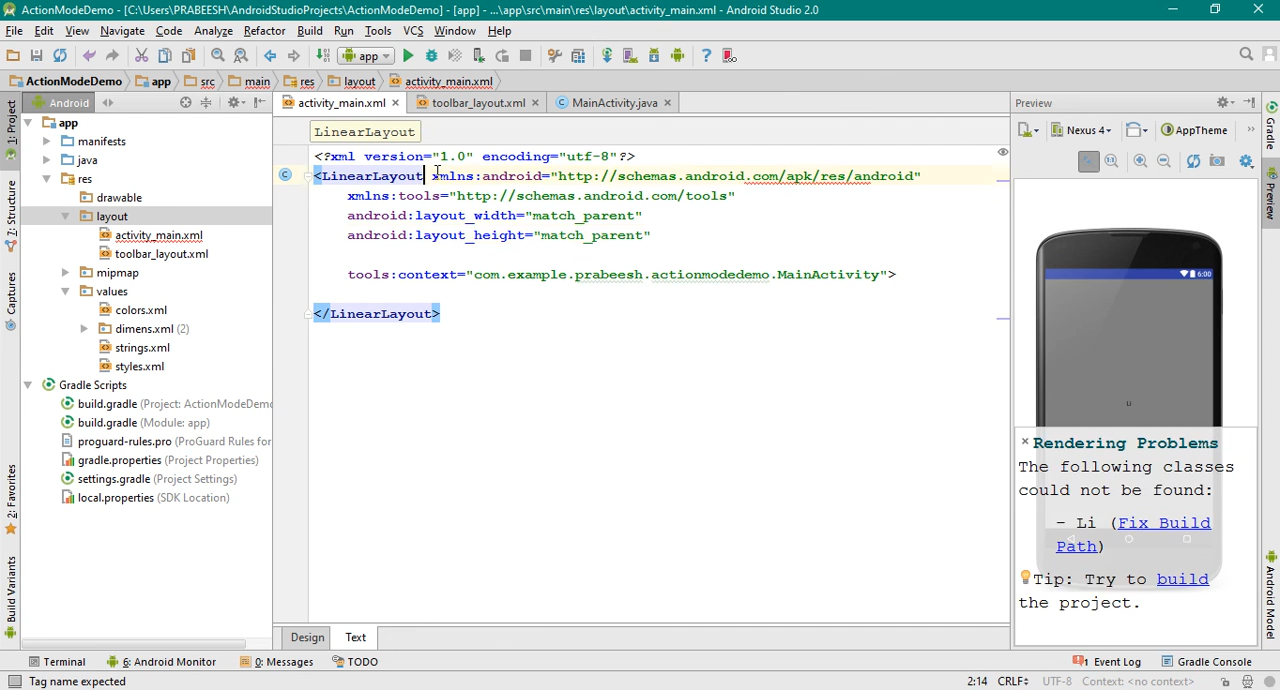 ActionModeDemo - [C:\Users\PRABEESH\AndroidStudioProjects\ActionModeDemo] - [app] - ...\app\src\main\res\layout\activity_main.xml - Android Studio 2.0
File Edit View Navigate Code Analyze Refactor Build Run Tools VCS Window Help
app
ActionModeDemo app src main res layout activity_main.xml
Android
activity_main.xml toolbar_layout.xml MainActivity.java
Preview
1: Project
Z: Structure
Captures
2: Favorites
Build Variants
app
manifests
java
res
drawable
layout
activity_main.xml
toolbar_layout.xml
mipmap
values
colors.xml
dimens.xml (2)
strings.xml
styles.xml
Gradle Scripts
build.gradle (Project: ActionModeDemo
build.gradle (Module: app)
proguard-rules.pro (ProGuard Rules for
gradle.properties (Project Properties)
settings.gradle (Project Settings)
local.properties (SDK Location)
LinearLayout
<?xml version="1.0" encoding="utf-8"?>
<LinearLayout xmlns:android="http://schemas.android.com/apk/res/android"
xmlns:tools="http://schemas.android.com/tools"
android:layout_width="match_parent"
android:layout_height="match_parent"
tools:context="com.example.prabeesh.actionmodedemo.MainActivity">
</LinearLayout>
Nexus 4 AppTheme
6:00
Li
Rendering Problems
The following classes
could not be found:
- Li (Fix Build
Path)
Tip: Try to build
the project.
Gradle
Preview
Android Model
Design Text
Terminal 6: Android Monitor 0: Messages TODO
1 Event Log Gradle Console
Tag name expected
2:14 CRLF UTF-8 Context: <no context>